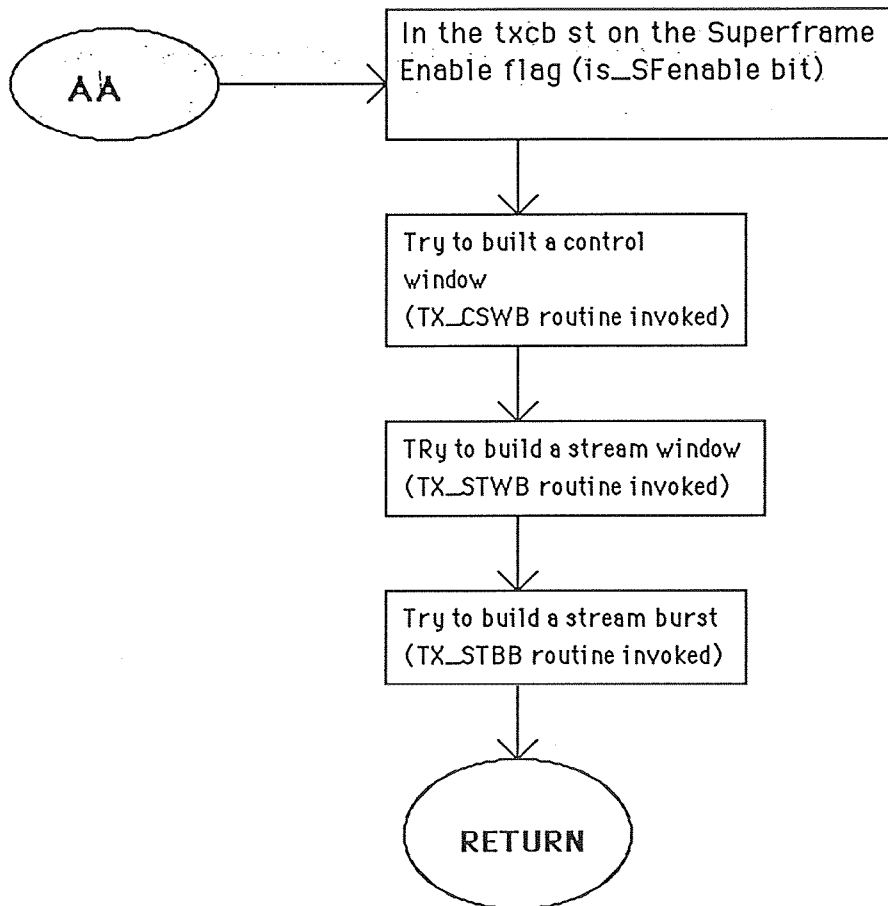 AA
In the txcb st on the Superframe
Enable flag (is_SFenable bit)
Try to built a control
window
(TX_CSWB routine invoked)
TRy to build a stream window
(TX_STWB routine invoked)
Try to build a stream burst
(TX_STBB routine invoked)
RETURN